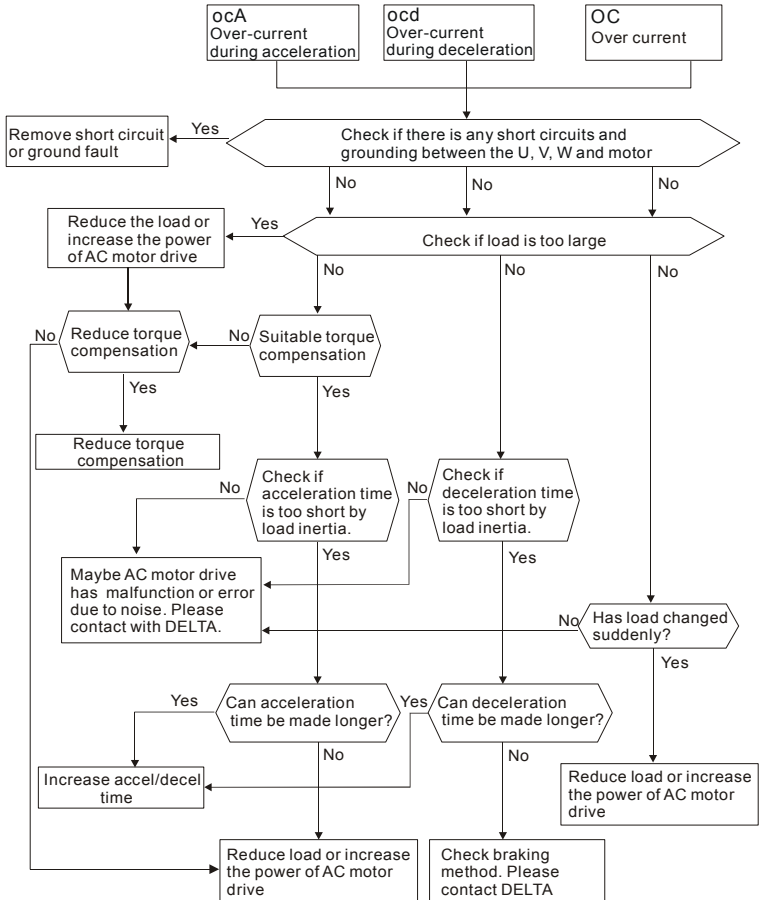 ocA
Over-current
during acceleration
ocd
Over-current
during deceleration
OC
Over current
Remove short circuit
or ground fault
Yes
Check if there is any short circuits and
grounding between the U, V, W and motor
No
No
No
Reduce the load or
increase the power
of AC motor drive
Yes
Check if load is too large
No
No
No
No
Reduce torque
compensation
No
Suitable torque
compensation
Yes
Yes
Reduce torque
compensation
No
Check if
acceleration time
is too short by
load inertia.
No
Check if
deceleration time
is too short by
load inertia.
Yes
Yes
Maybe AC motor drive
has malfunction or error
due to noise. Please
contact with DELTA.
No
Has load changed
suddenly?
Yes
Yes
Can acceleration
time be made longer?
Yes
Can deceleration
time be made longer?
No
No
Increase accel/decel
time
Reduce load or increase
the power of AC motor
drive
Reduce load or increase
the power of AC motor
drive
Check braking
method. Please
contact DELTA